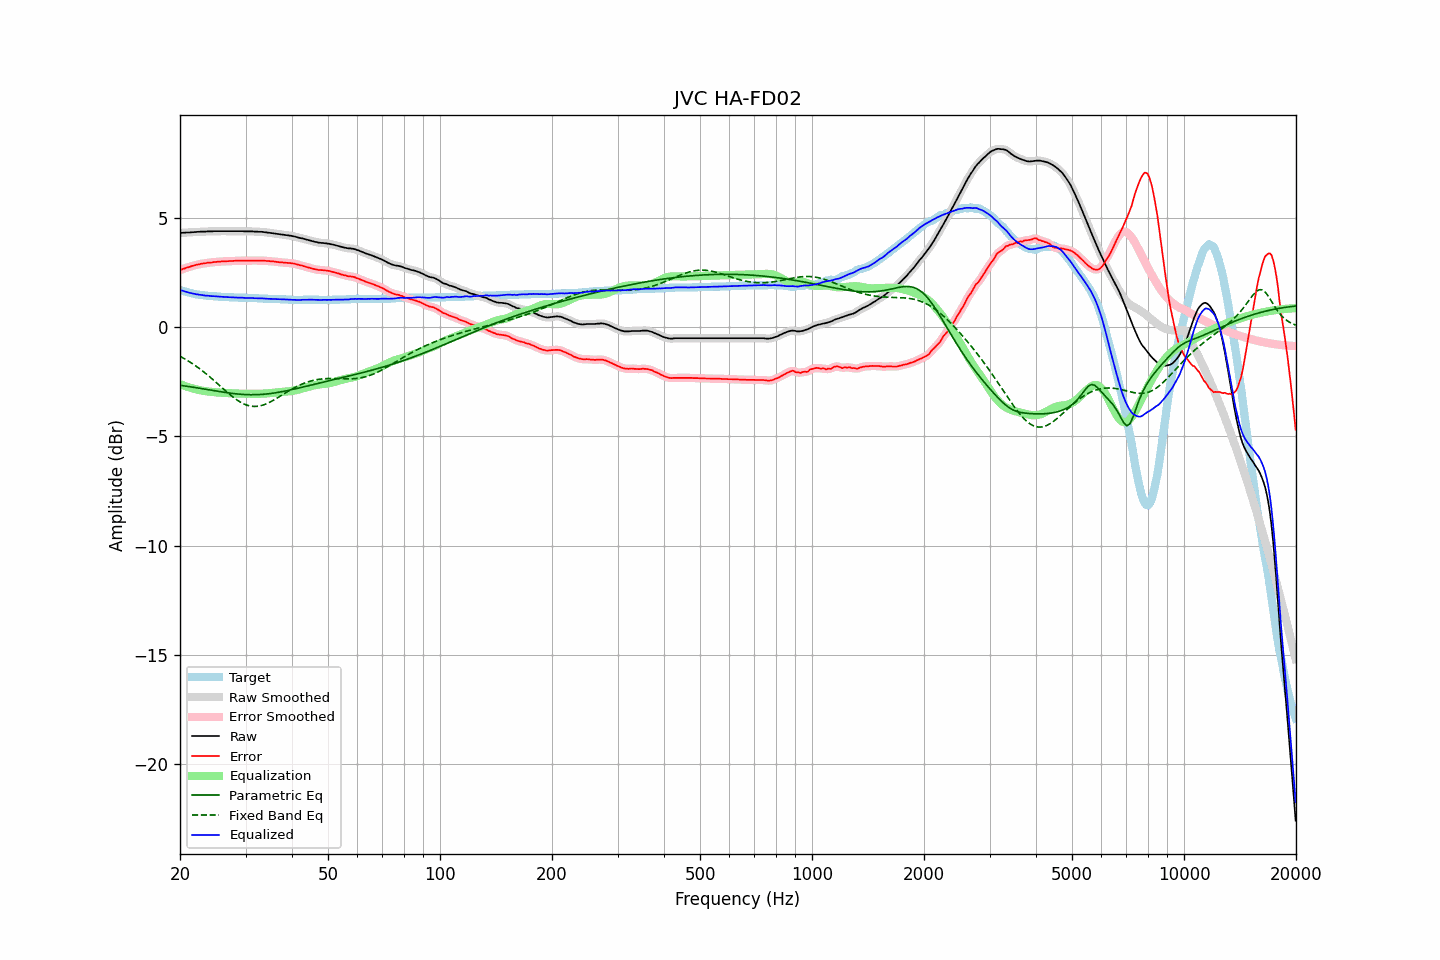 JVC HA-FD02
Amplitude (dBr)
5
0
−5
−10
−15
−20
Target
Raw Smoothed
Error Smoothed
Raw
Error
Equalization
Parametric Eq
Fixed Band Eq
Equalized
20 50 100 200 500 1000 2000 5000 10000 20000
Frequency (Hz)